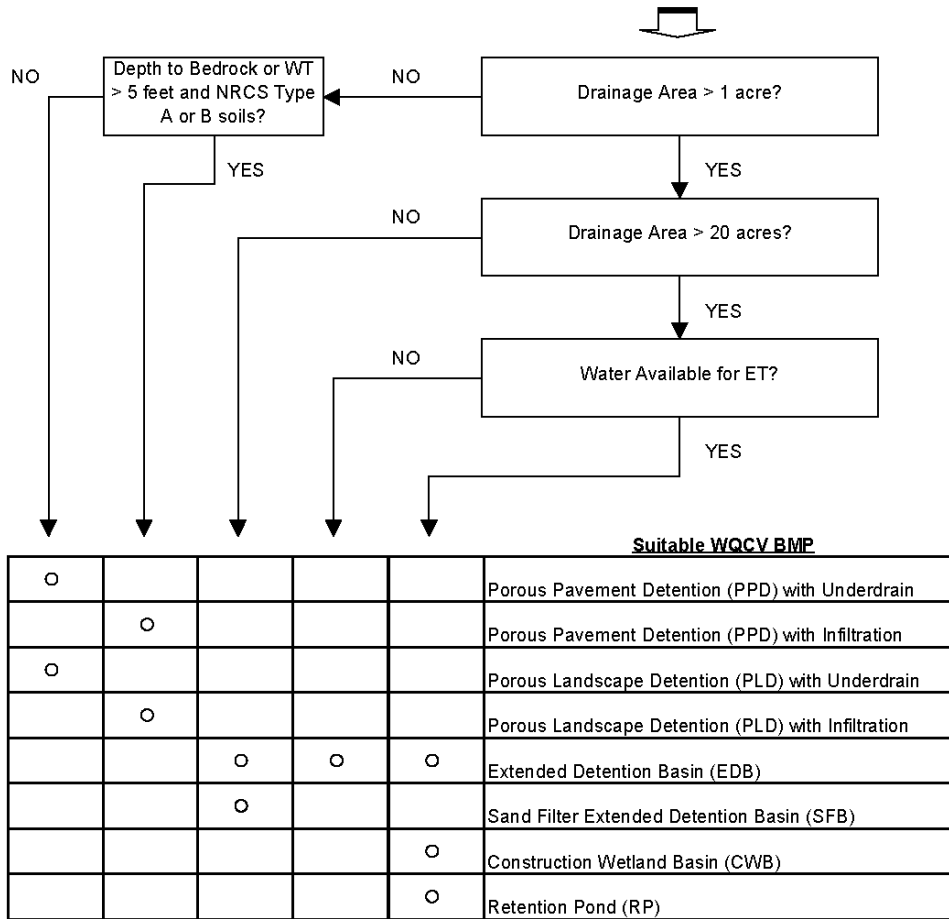 NO
Depth to Bedrock or WT
> 5 feet and NRCS Type
A or B soils?
NO
Drainage Area > 1 acre?
YES
YES
NO
Drainage Area > 20 acres?
YES
NO
Water Available for ET?
YES
Suitable WQCV BMP
Porous Pavement Detention (PPD) with Underdrain
Porous Pavement Detention (PPD) with Infiltration
Porous Landscape Detention (PLD) with Underdrain
Porous Landscape Detention (PLD) with Infiltration
Extended Detention Basin (EDB)
Sand Filter Extended Detention Basin (SFB)
Construction Wetland Basin (CWB)
Retention Pond (RP)